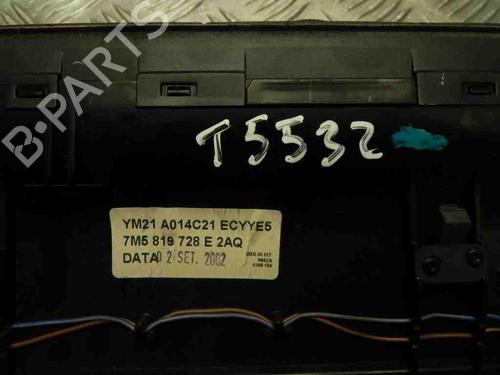 B-PARTS
T5532
YM21 A014C21 ECYYE5
7M5 819 728 E 2AQ
DATA 02 SET. 2002